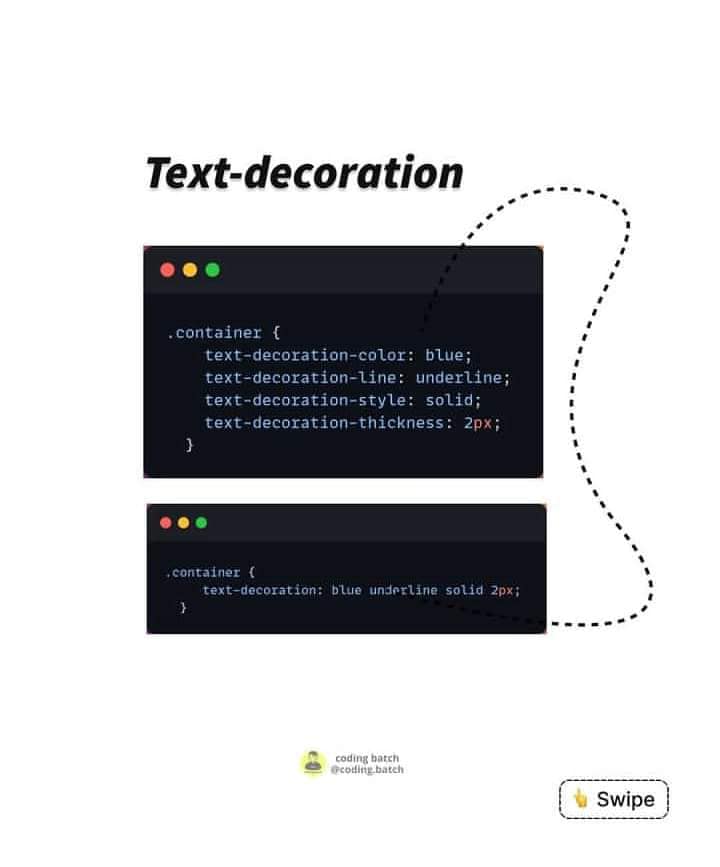 Text-decoration
.container {
text-decoration-color: blue;
text-decoration-line: underline;
text-decoration-style: solid;
text-decoration-thickness: 2px;
}
.container {
text-decoration: blue underline solid 2px;
}
coding batch
@coding.batch
👆 Swipe